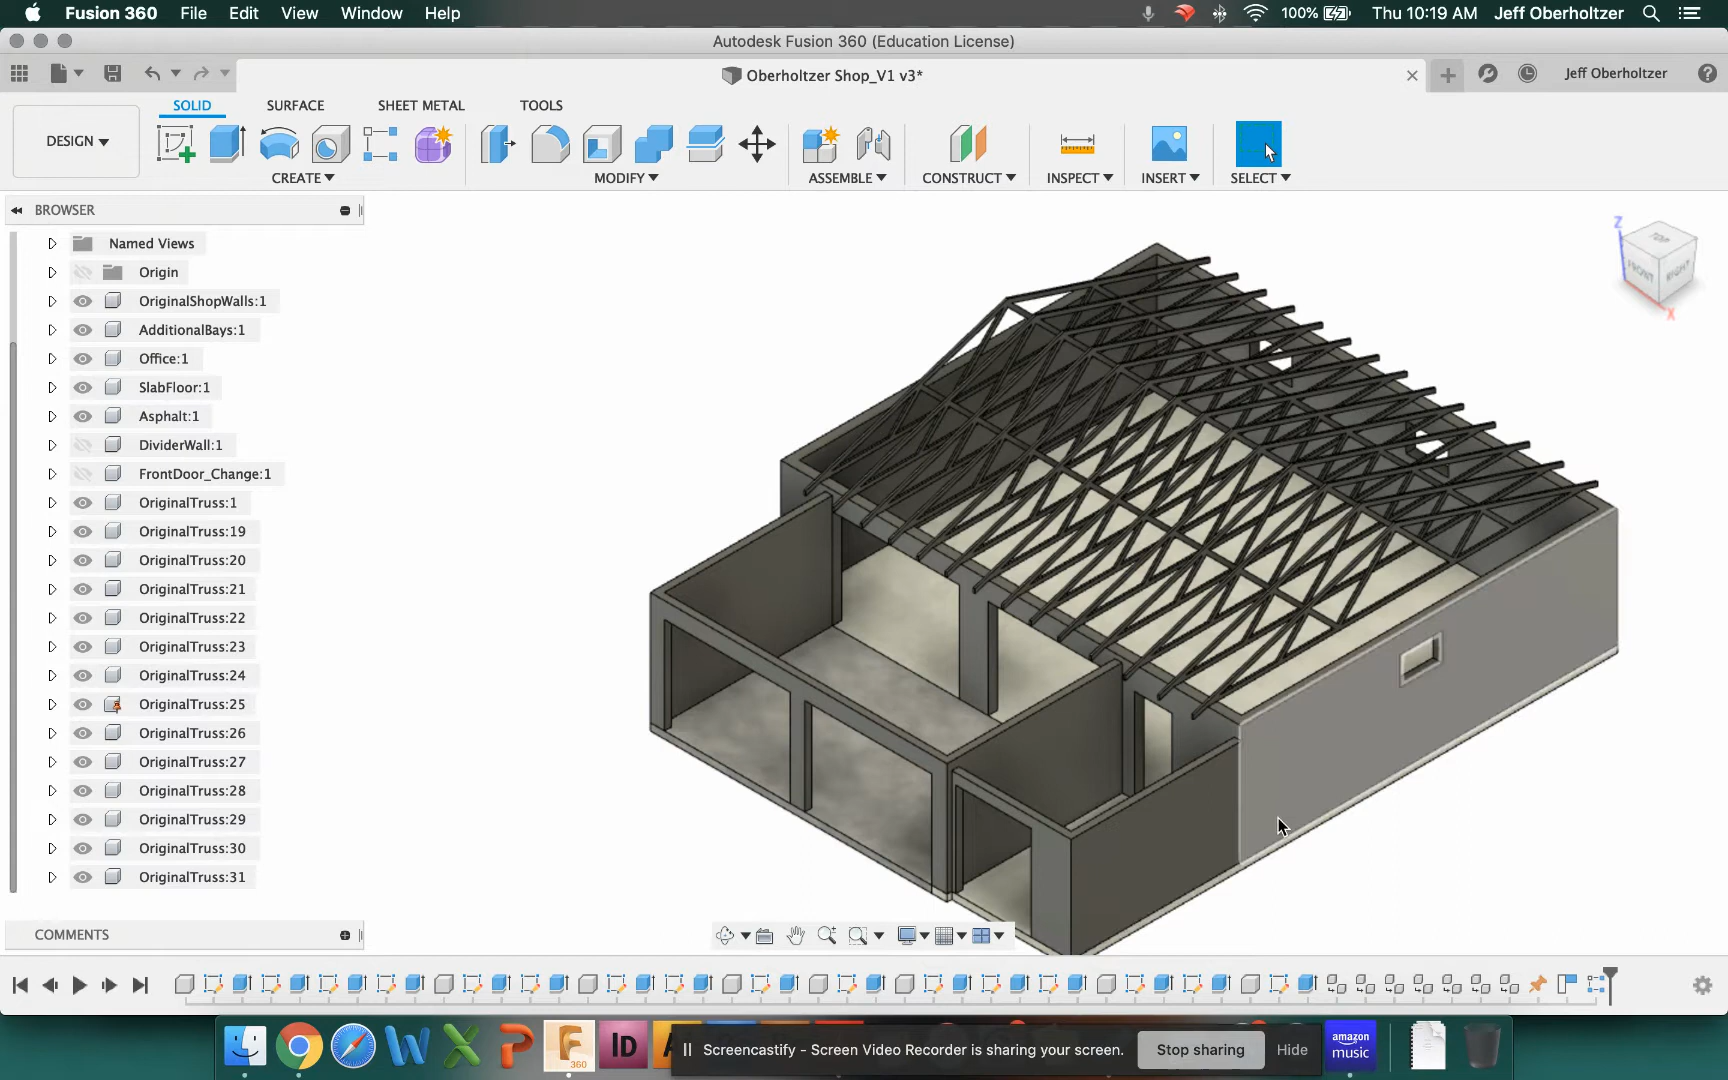 Fusion 360 File Edit View Window Help 100% Thu 10:19 AM Jeff Oberholtzer
Autodesk Fusion 360 (Education License)
Oberholtzer Shop_V1 v3* Jeff Oberholtzer
SOLID SURFACE SHEET METAL TOOLS
DESIGN
CREATE MODIFY ASSEMBLE CONSTRUCT INSPECT INSERT SELECT
BROWSER
Named Views
Origin
OriginalShopWalls:1
AdditionalBays:1
Office:1
SlabFloor:1
Asphalt:1
DividerWall:1
FrontDoor_Change:1
OriginalTruss:1
OriginalTruss:19
OriginalTruss:20
OriginalTruss:21
OriginalTruss:22
OriginalTruss:23
OriginalTruss:24
OriginalTruss:25
OriginalTruss:26
OriginalTruss:27
OriginalTruss:28
OriginalTruss:29
OriginalTruss:30
OriginalTruss:31
Z
TOP
FRONT RIGHT
X
COMMENTS
W X P F 360 ID A
Screencastify - Screen Video Recorder is sharing your screen. Stop sharing Hide
amazon
music